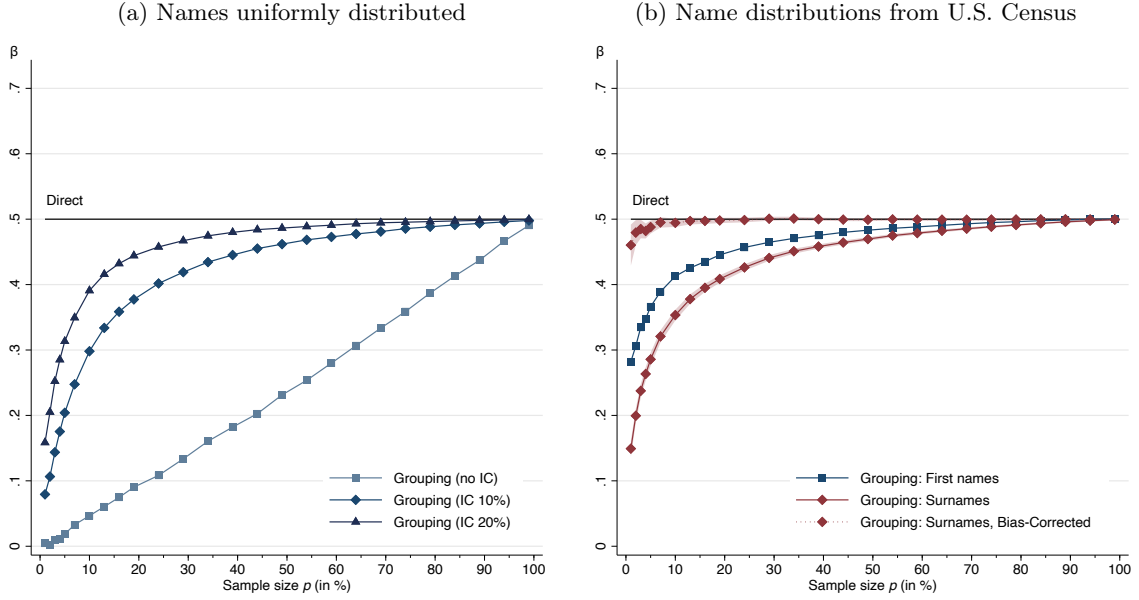 (a) Names uniformly distributed
β
.7
.6
.5
.4
.3
.2
.1
0
Direct
Grouping (no IC)
Grouping (IC 10%)
Grouping (IC 20%)
0 10 20 30 40 50 60 70 80 90 100
Sample size p (in %)
(b) Name distributions from U.S. Census
β
.7
.6
.5
.4
.3
.2
.1
0
Direct
Grouping: First names
Grouping: Surnames
Grouping: Surnames, Bias-Corrected
0 10 20 30 40 50 60 70 80 90 100
Sample size p (in %)